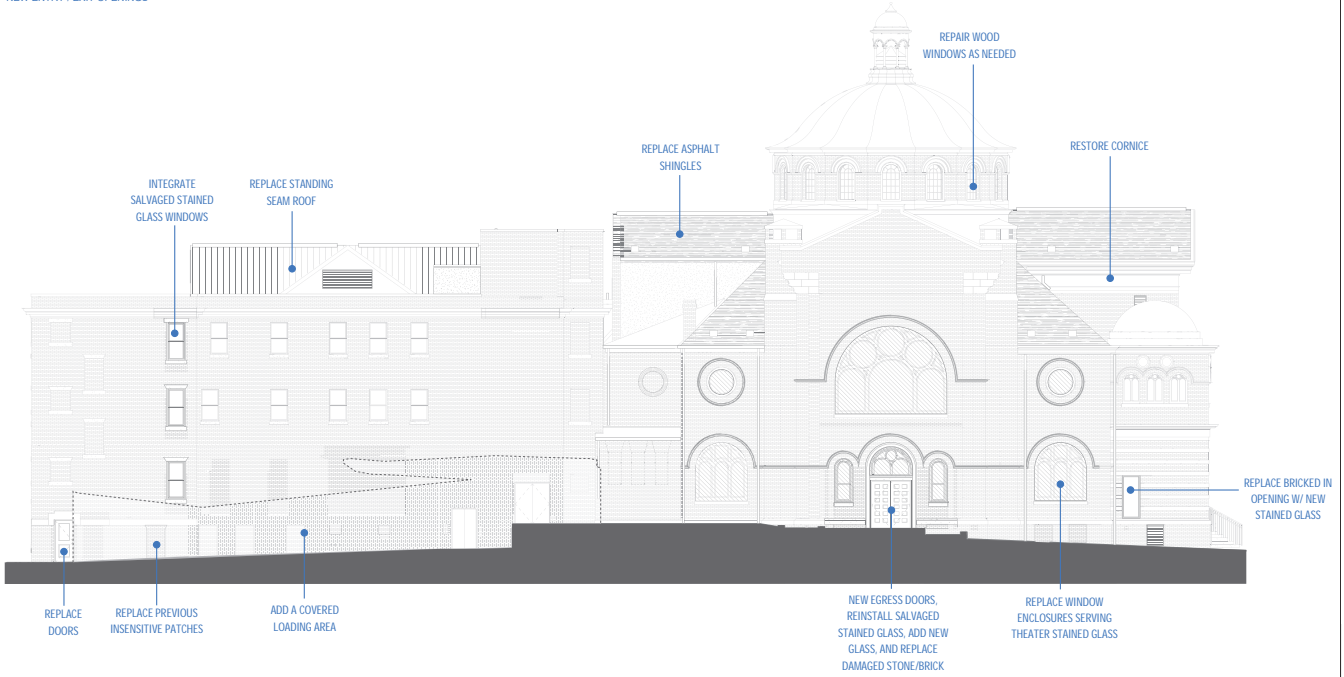 REPAIR WOOD
WINDOWS AS NEEDED
REPLACE ASPHALT
SHINGLES
RESTORE CORNICE
INTEGRATE
SALVAGED STAINED
GLASS WINDOWS
REPLACE STANDING
SEAM ROOF
REPLACE BRICKED IN
OPENING W/ NEW
STAINED GLASS
REPLACE
DOORS
REPLACE PREVIOUS
INSENSITIVE PATCHES
ADD A COVERED
LOADING AREA
NEW EGRESS DOORS,
REINSTALL SALVAGED
STAINED GLASS, ADD NEW
GLASS, AND REPLACE
DAMAGED STONE/BRICK
REPLACE WINDOW
ENCLOSURES SERVING
THEATER STAINED GLASS